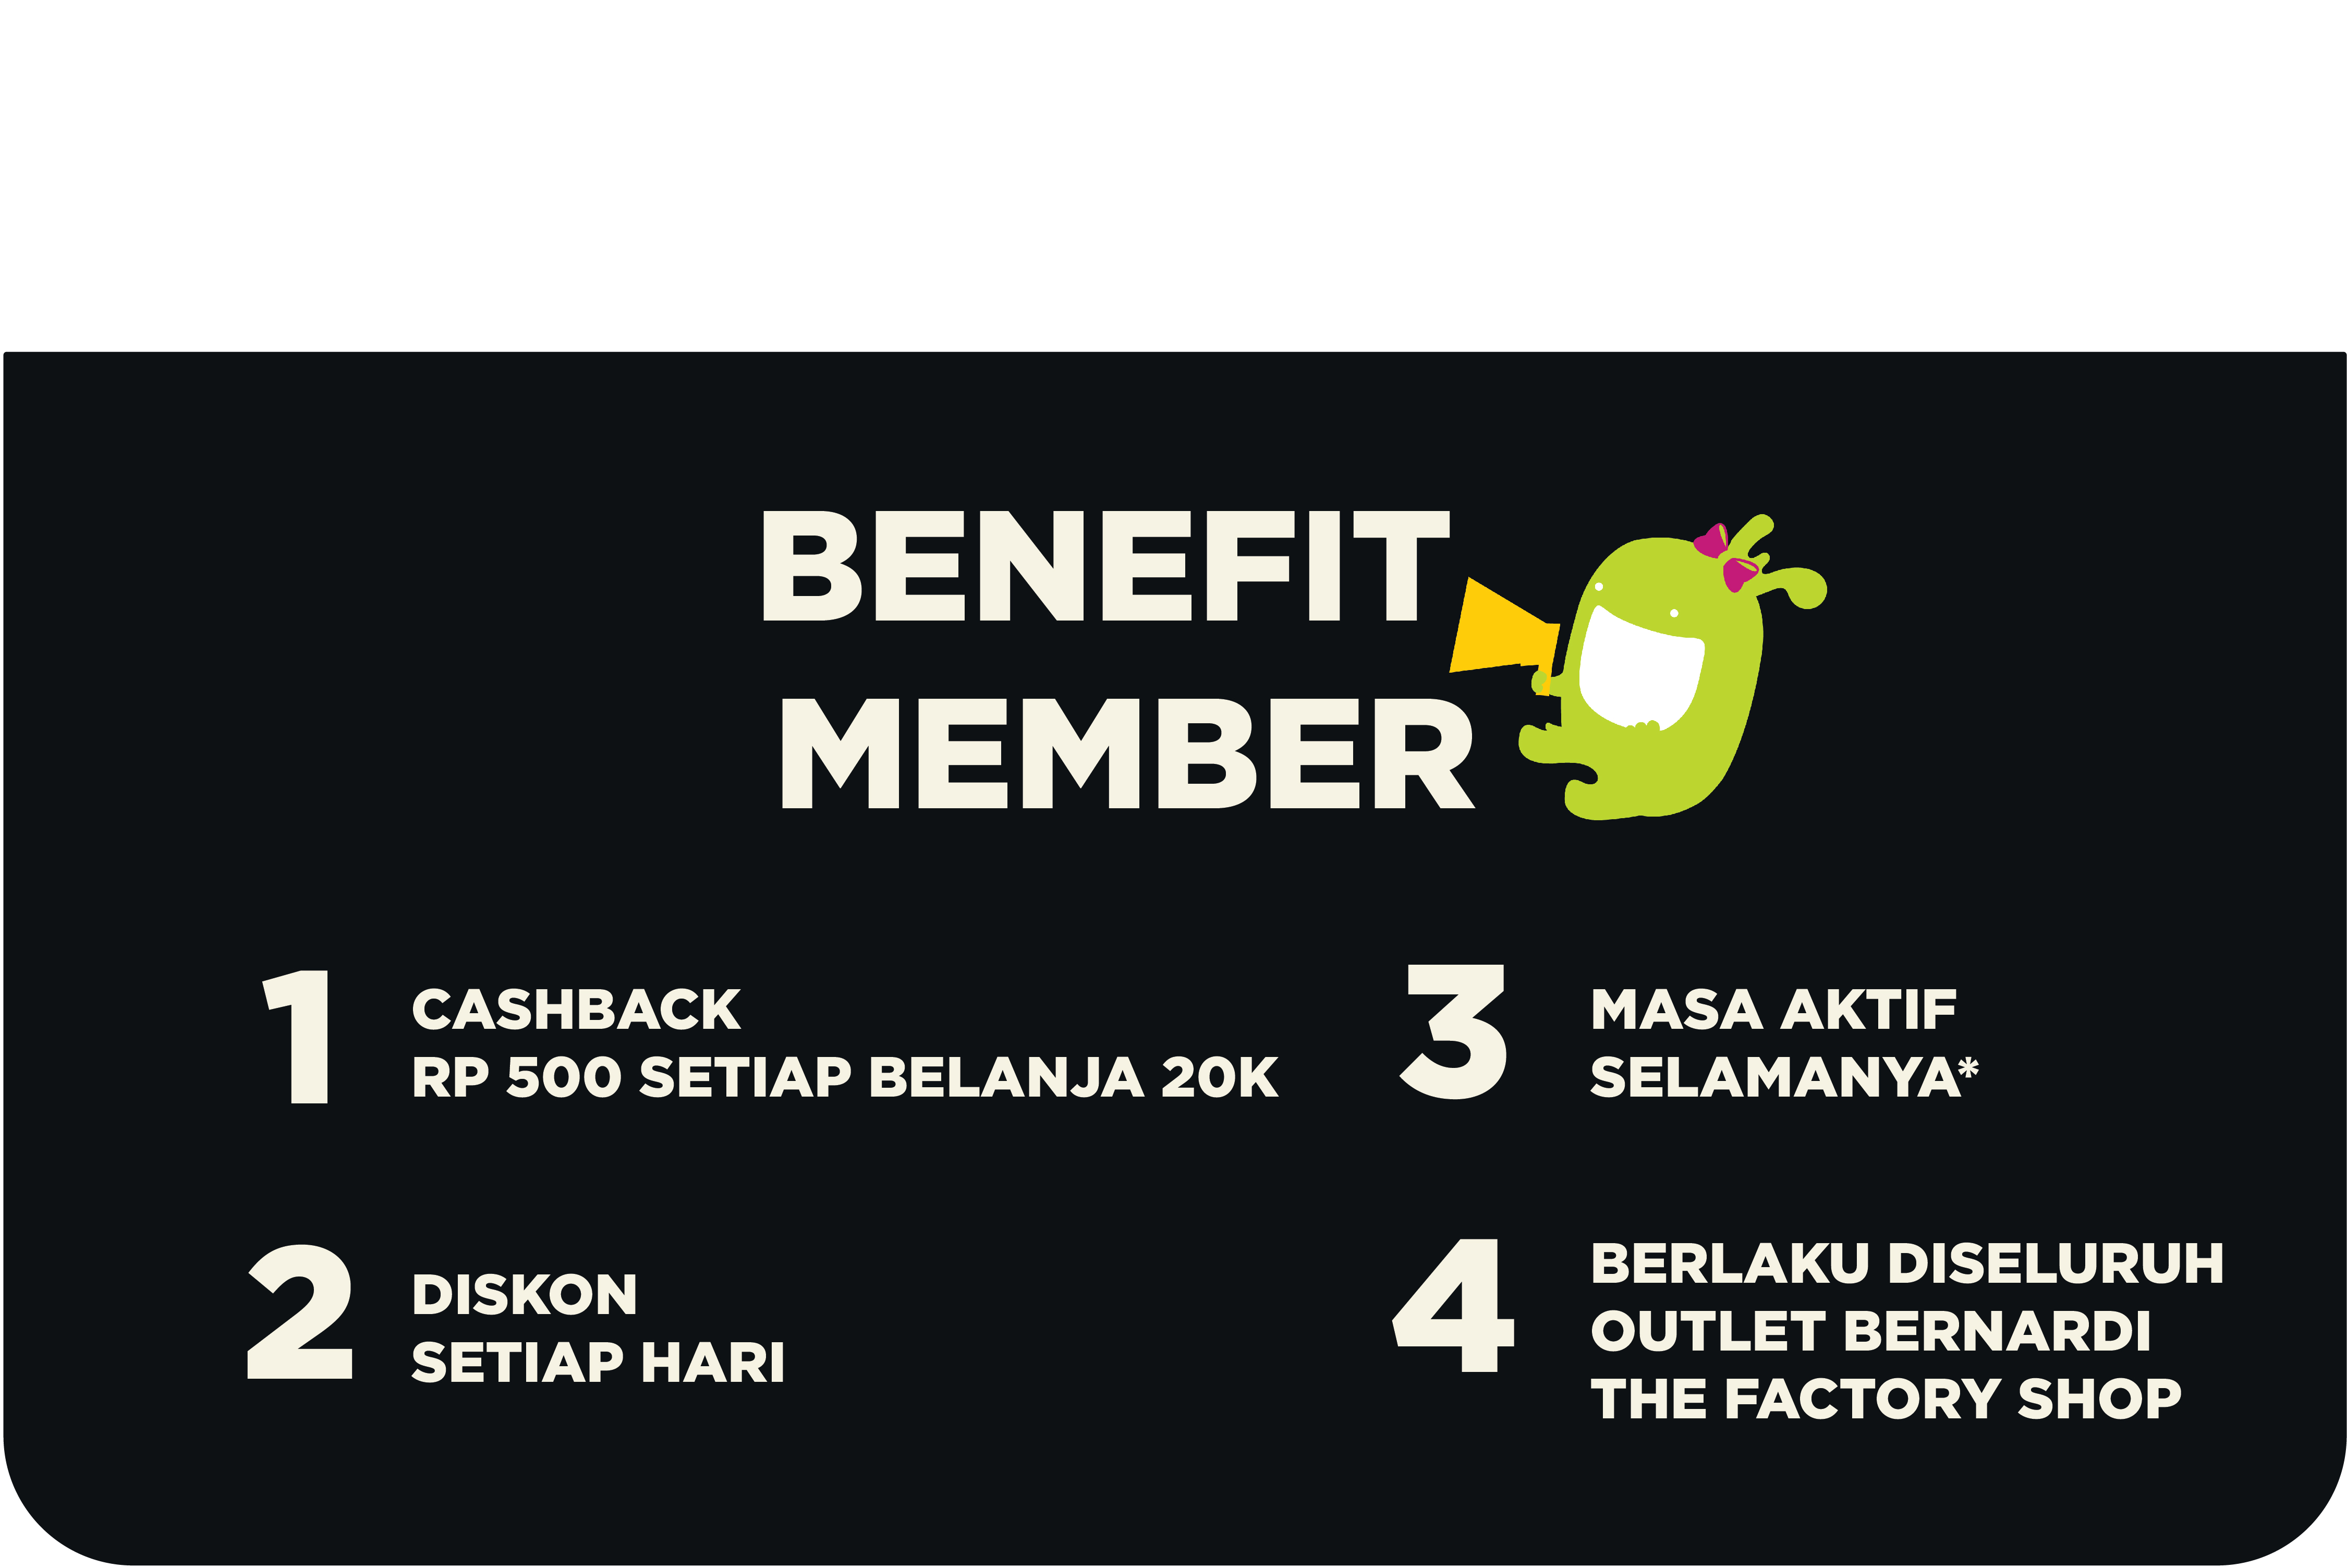 BENEFIT
MEMBER
1
CASHBACK
RP 500 SETIAP BELANJA 20K
2
DISKON
SETIAP HARI
3
MASA AKTIF
SELAMANYA*
4
BERLAKU DISELURUH
OUTLET BERNARDI
THE FACTORY SHOP